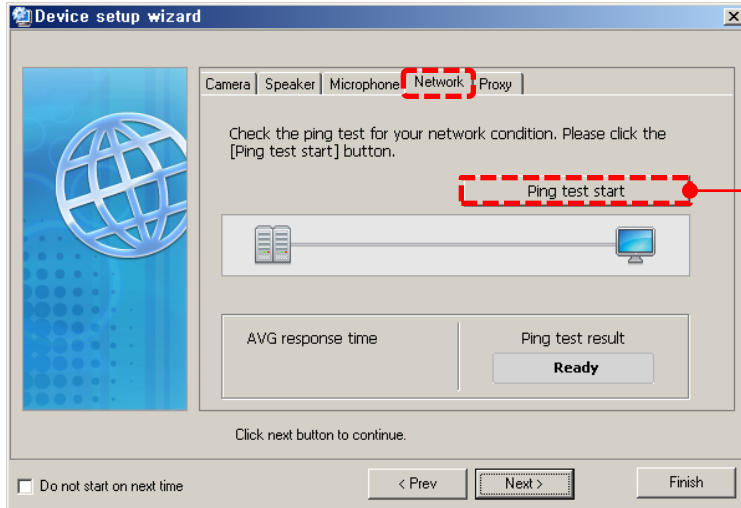 Device setup wizard
Camera Speaker Microphone Network Proxy
Check the ping test for your network condition. Please click the
[Ping test start] button.
Ping test start
AVG response time
Ping test result
Ready
Click next button to continue.
Do not start on next time
< Prev
Next >
Finish